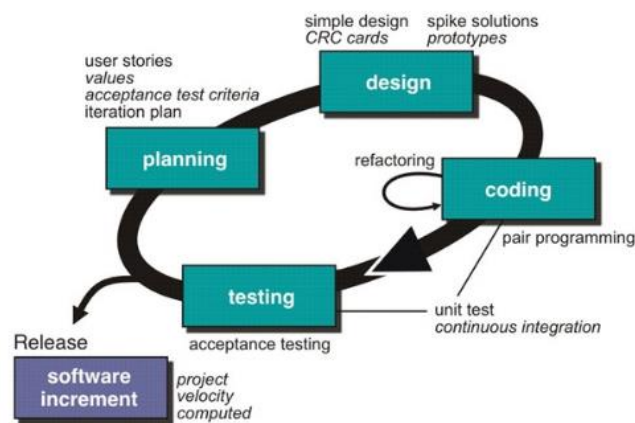 simple design
CRC cards
spike solutions
prototypes
design
user stories
values
acceptance test criteria
iteration plan
planning
refactoring
coding
pair programming
testing
unit test
continuous integration
acceptance testing
Release
software
increment
project
velocity
computed